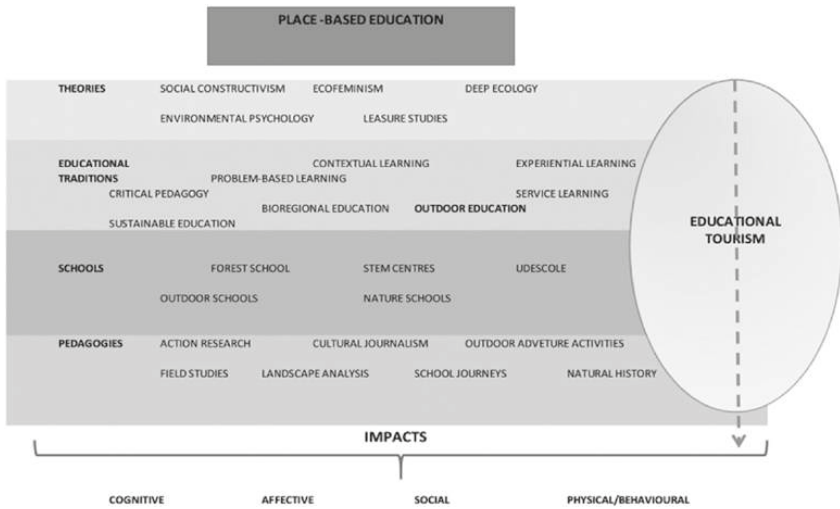 PLACE -BASED EDUCATION
THEORIES SOCIAL CONSTRUCTIVISM ECOFEMINISM DEEP ECOLOGY
ENVIRONMENTAL PSYCHOLOGY LEASURE STUDIES
EDUCATIONAL CONTEXTUAL LEARNING EXPERIENTIAL LEARNING
TRADITIONS PROBLEM-BASED LEARNING
CRITICAL PEDAGOGY SERVICE LEARNING
BIOREGIONAL EDUCATION OUTDOOR EDUCATION
SUSTAINABLE EDUCATION
EDUCATIONAL
TOURISM
SCHOOLS FOREST SCHOOL STEM CENTRES UDESCOLE
OUTDOOR SCHOOLS NATURE SCHOOLS
PEDAGOGIES ACTION RESEARCH CULTURAL JOURNALISM OUTDOOR ADVETURE ACTIVITIES
FIELD STUDIES LANDSCAPE ANALYSIS SCHOOL JOURNEYS NATURAL HISTORY
IMPACTS
COGNITIVE AFFECTIVE SOCIAL PHYSICAL/BEHAVIOURAL